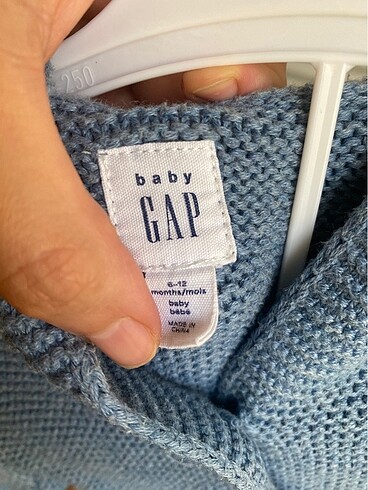 250
baby
GAP
6-12
months/mois
baby
bébé
MADE IN
CHINA